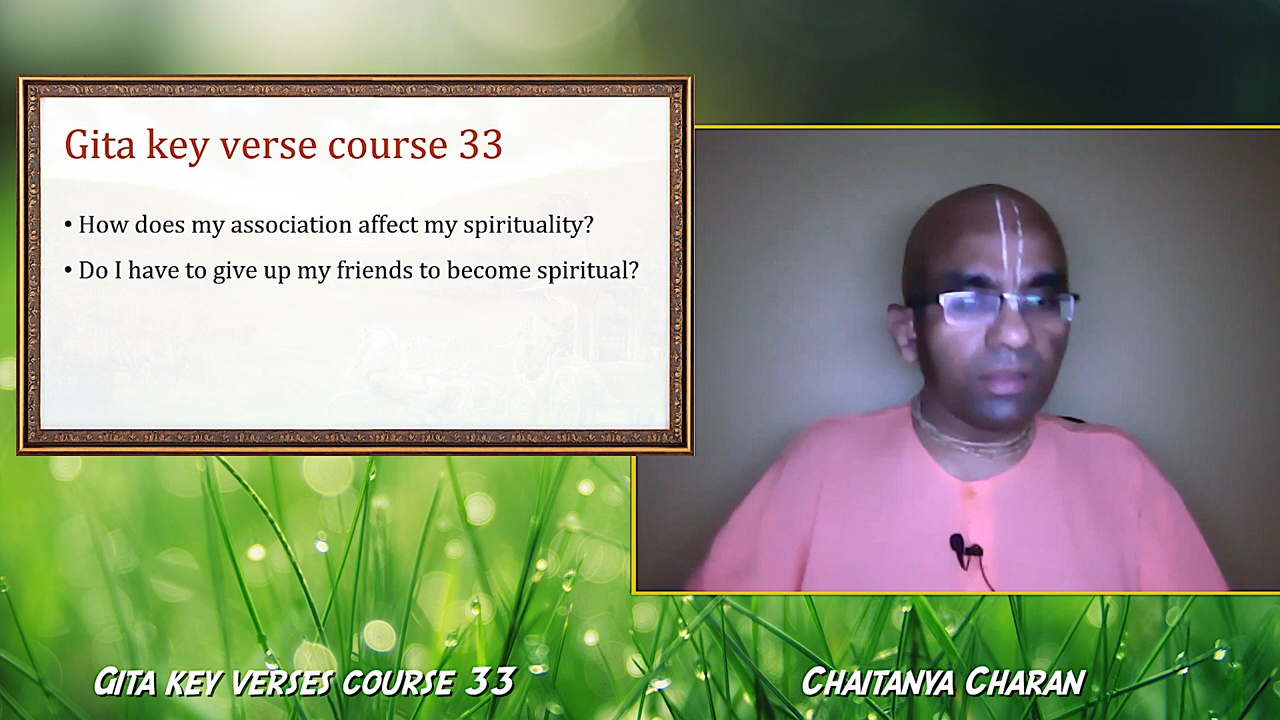 Gita key verse course 33
• How does my association affect my spirituality?
• Do I have to give up my friends to become spiritual?
Gita key verses course 33
Chaitanya Charan